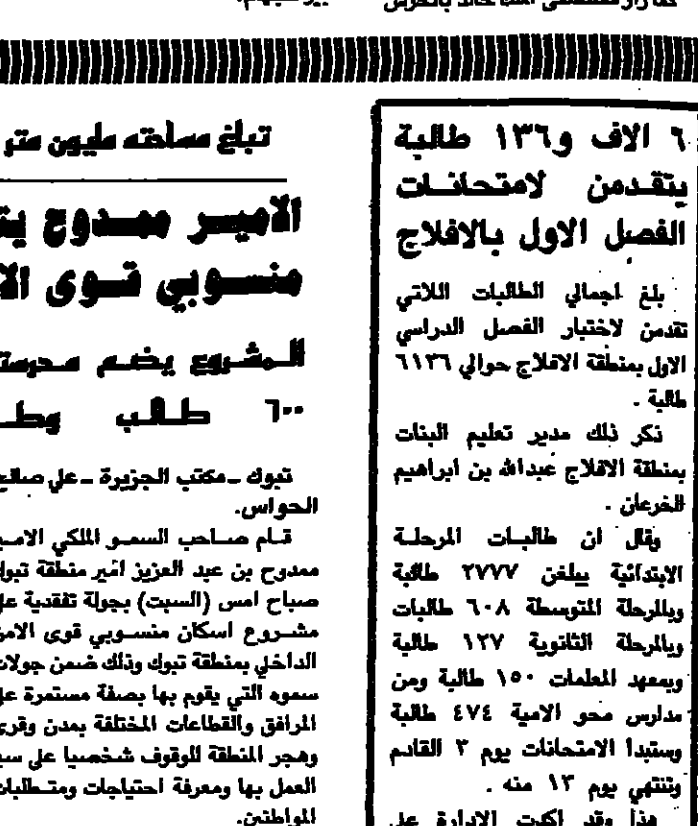 ٦ الاف و١٣٦ طالبة
يتقدمن لامتحانات
الفصل الاول بالافلاج
بلغ اجمالي الطالبات اللاتي
تقدمن لاختبار الفصل الدراسي
الاول بمنطقة الافلاج حوالي ٦١٣٦
طالبة .
ذكر ذلك مدير تعليم البنات
بمنطقة الافلاج عبدالله بن ابراهيم
الخرعان .
وقال ان طالبات المرحلة
الابتدائية يبلغن ٢٧٧٧ طالبة
وبالمرحلة المتوسطة ٦٠٨ طالبات
وبالمرحلة الثانوية ١٢٧ طالبة
وبمعهد المعلمات ١٥٠ طالبة ومن
مدارس محو الامية ٤٧٤ طالبة
وستبدأ الامتحانات يوم ٣ القادم
وتنتهي يوم ١٣ منه .
هذا وقد اكدت الادارة على
تبلغ مساحته مليون متر
الامير ممدوح
منسوبي قوى
المشروع يضم
٦٠٠ طالب
تبوك - مكتب الجزيرة - علي صالح
الحواس.
قام صاحب السمو الملكي
ممدوح بن عبد العزيز امير منطقة تبوك
صباح امس (السبت) بجولة تفقدية
مشروع اسكان منسوبي قوى الامن
الداخلي بمنطقة تبوك وذلك ضمن جولات
سموه التي يقوم بها بصفة مستمرة
المرافق والقطاعات المختلفة بمدن وقرى
وهجر المنطقة للوقوف شخصيا على
العمل بها ومعرفة احتياجات ومتطلبات
المواطنين.